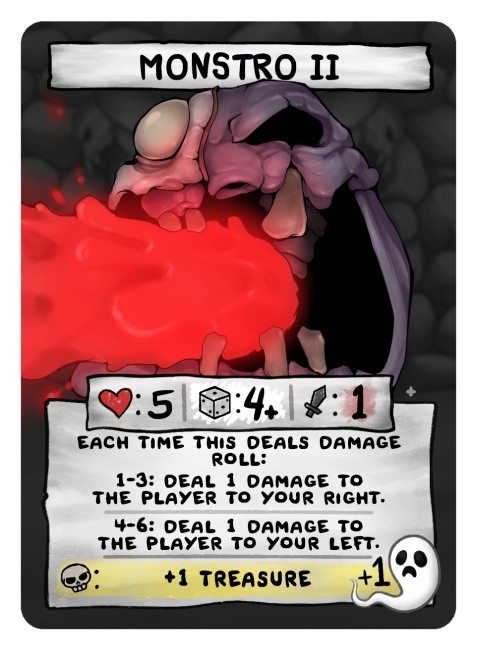 MONSTRO II
:5 :4+ :1
EACH TIME THIS DEALS DAMAGE
ROLL:
1-3: DEAL 1 DAMAGE TO
THE PLAYER TO YOUR RIGHT.
4-6: DEAL 1 DAMAGE TO
THE PLAYER TO YOUR LEFT.
: +1 TREASURE +1